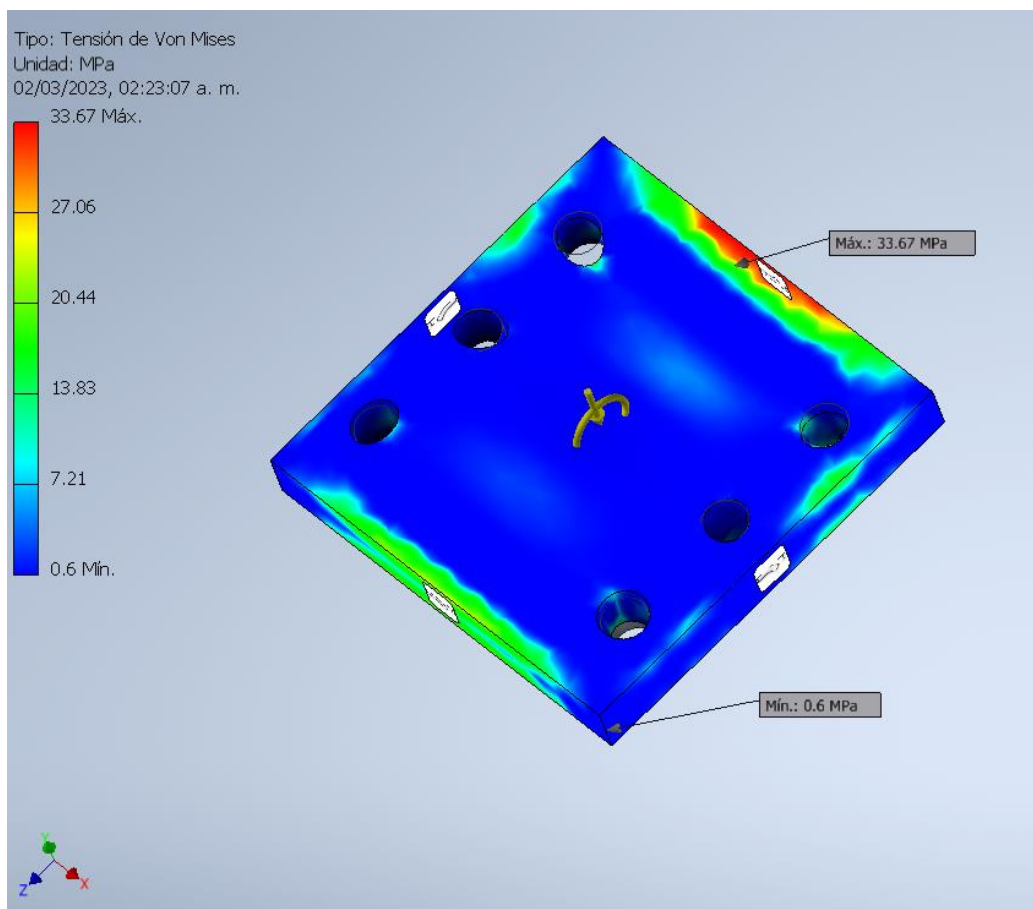 Tipo: Tensión de Von Mises
Unidad: MPa
02/03/2023, 02:23:07 a. m.
33.67 Máx.
27.06
20.44
13.83
7.21
0.6 Mín.
Máx.: 33.67 MPa
Mín.: 0.6 MPa
Y
Z
X